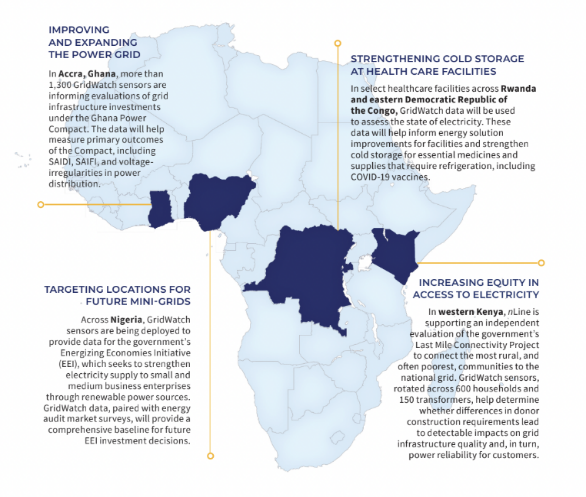 IMPROVING
AND EXPANDING
THE POWER GRID
In Accra, Ghana, more than
1,300 GridWatch sensors are
informing evaluations of grid
infrastructure investments
under the Ghana Power
Compact. The data will help
measure primary outcomes
of the Compact, including
SAIDI, SAIFI, and voltage-
irregularities in power
distribution.
STRENGTHENING COLD STORAGE
AT HEALTH CARE FACILITIES
In select healthcare facilities across Rwanda
and eastern Democratic Republic of
the Congo, GridWatch data will be used
to assess the state of electricity. These
data will help inform energy solution
improvements for facilities and strengthen
cold storage for essential medicines and
supplies that require refrigeration, including
COVID-19 vaccines.
TARGETING LOCATIONS FOR
FUTURE MINI-GRIDS
Across Nigeria, GridWatch
sensors are being deployed to
provide data for the government's
Energizing Economies Initiative
(EEI), which seeks to strengthen
electricity supply to small and
medium business enterprises
through renewable power sources.
GridWatch data, paired with energy
audit market surveys, will provide a
comprehensive baseline for future
EEI investment decisions.
INCREASING EQUITY IN
ACCESS TO ELECTRICITY
In western Kenya, nLine is
supporting an independent
evaluation of the government's
Last Mile Connectivity Project
to connect the most rural, and
often poorest, communities to the
national grid. GridWatch sensors,
rotated across 600 households and
150 transformers, help determine
whether differences in donor
construction requirements lead
to detectable impacts on grid
infrastructure quality and, in turn,
power reliability for customers.